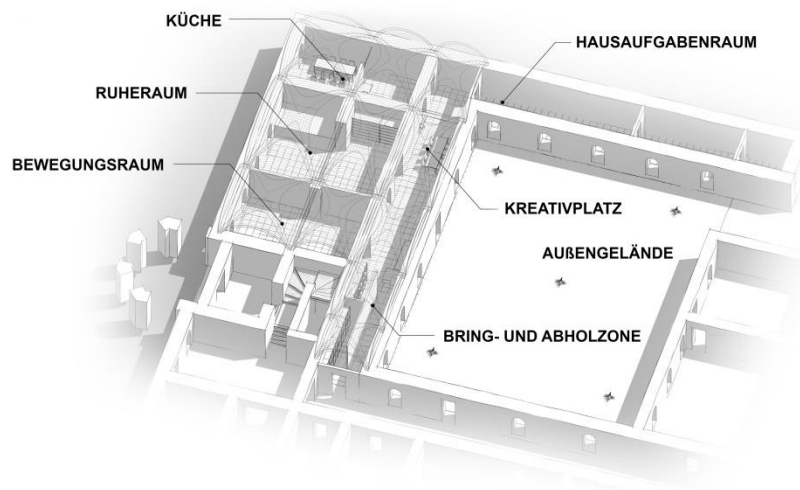 KÜCHE
HAUSAUFGABENRAUM
RUHERAUM
BEWEGUNGSRAUM
KREATIVPLATZ
AUßENGELÄNDE
BRING- UND ABHOLZONE